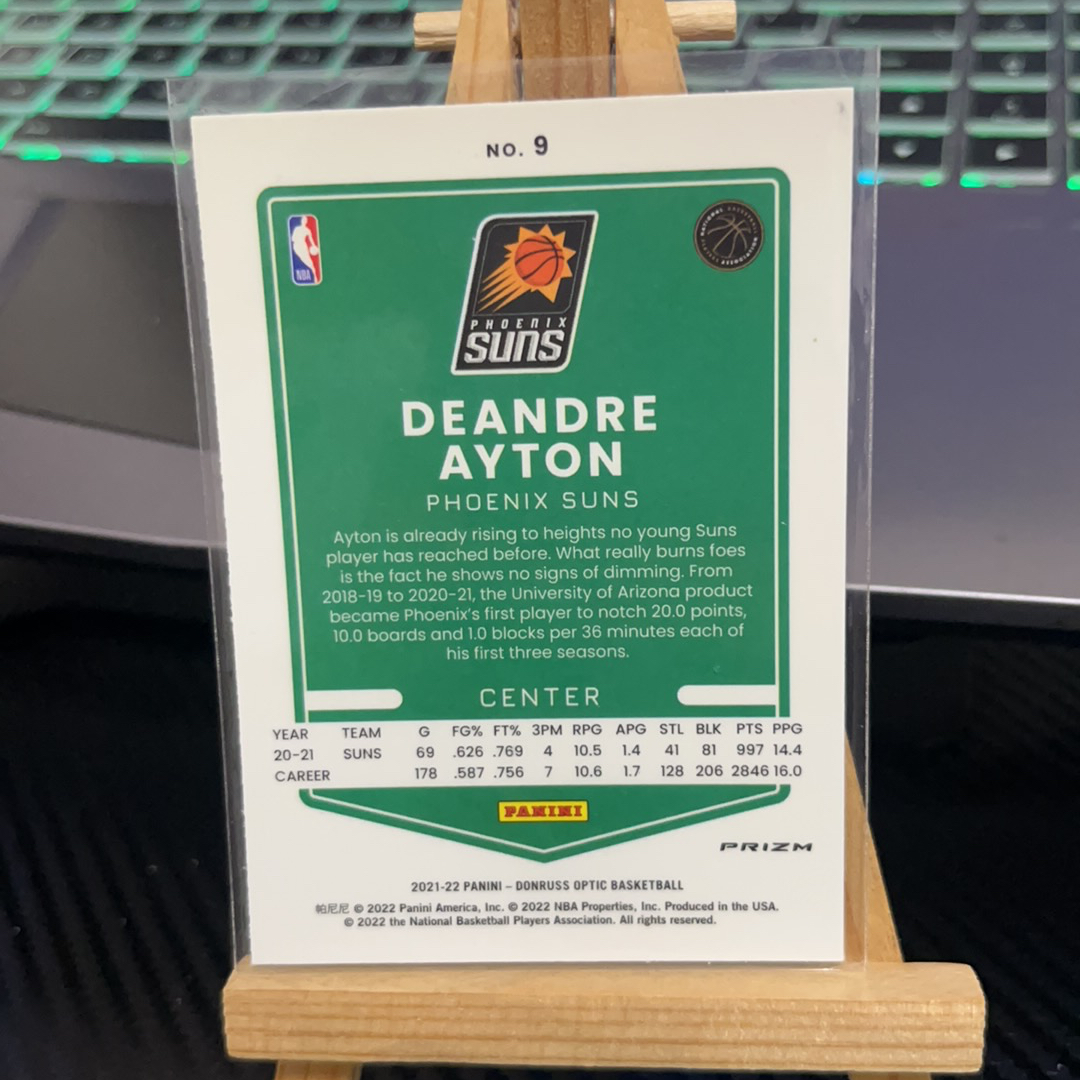 NO. 9
NBA
PHOENIX
SUNS
DEANDRE
AYTON
PHOENIX SUNS
Ayton is already rising to heights no young Suns
player has reached before. What really burns foes
is the fact he shows no signs of dimming. From
2018-19 to 2020-21, the University of Arizona product
became Phoenix's first player to notch 20.0 points,
10.0 boards and 1.0 blocks per 36 minutes each of
his first three seasons.
CENTER
YEAR TEAM G FG% FT% 3PM RPG APG STL BLK PTS PPG
20-21 SUNS 69 .626 .769 4 10.5 1.4 41 81 997 14.4
CAREER 178 .587 .756 7 10.6 1.7 128 206 2846 16.0
PANINI
PRIZM
2021-22 PANINI – DONRUSS OPTIC BASKETBALL
帕尼尼 © 2022 Panini America, Inc. © 2022 NBA Properties, Inc. Produced in the USA.
© 2022 the National Basketball Players Association. All rights reserved.